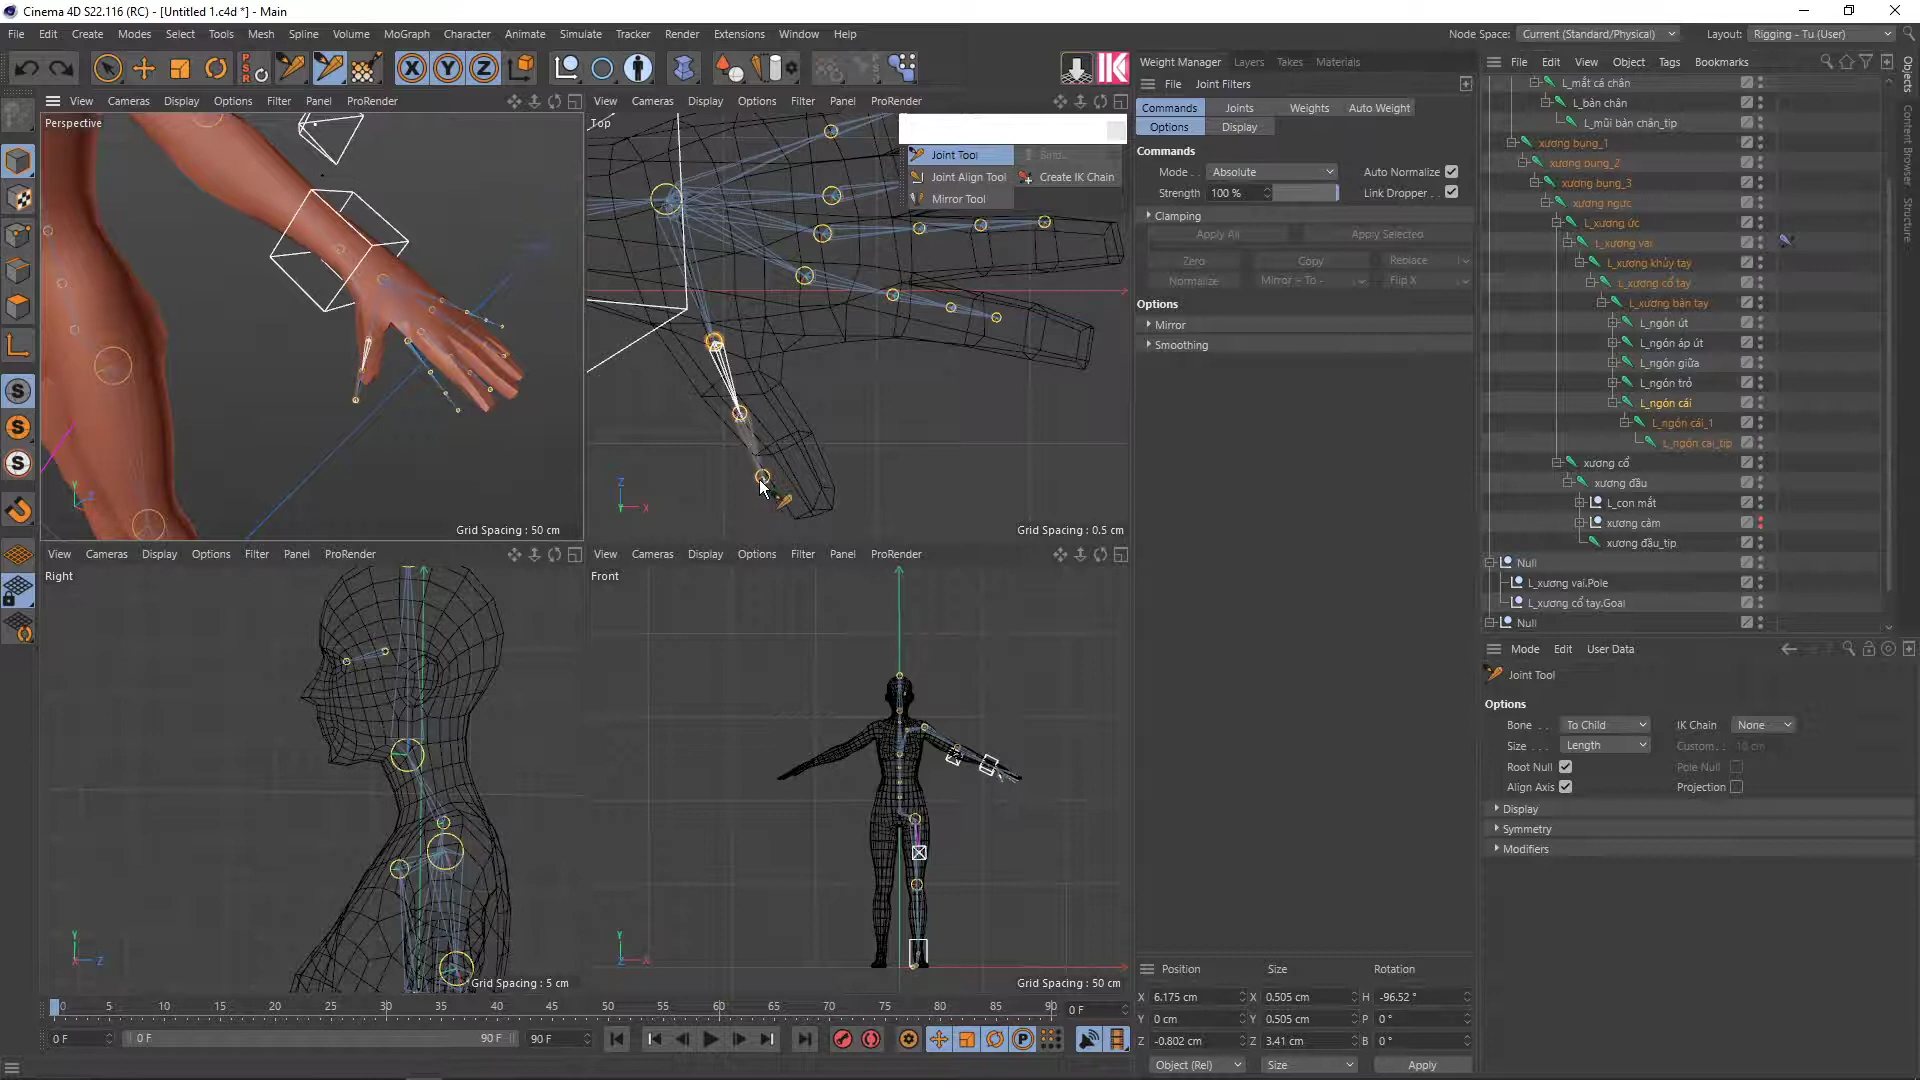 Cinema 4D S22.116 (RC) - [Untitled 1.c4d *] - Main
File Edit Create Modes Select Tools Mesh Spline Volume MoGraph Character Animate Simulate Tracker Render Extensions Window Help
Node Space: Current (Standard/Physical) Layout: Rigging - Tu (User)
PSR X Y Z IK
View Cameras Display Options Filter Panel ProRender
Perspective
Grid Spacing : 50 cm
View Cameras Display Options Filter Panel ProRender
Top
Joint Tool Bind...
Joint Align Tool Create IK Chain
Mirror Tool
Grid Spacing : 0.5 cm
View Cameras Display Options Filter Panel ProRender
Right
Grid Spacing : 5 cm
View Cameras Display Options Filter Panel ProRender
Front
Grid Spacing : 50 cm
Weight Manager Layers Takes Materials
File Joint Filters
Commands Joints Weights Auto Weight
Options Display
Commands
Mode . . Absolute Auto Normalize
Strength 100 % Link Dropper . .
Clamping
Apply All Apply Selected
Zero Copy Replace
Normalize Mirror - To - Flip X
Options
Mirror
Smoothing
File Edit View Object Tags Bookmarks
L_mắt cá chân
L_bàn chân
L_mũi bàn chân_tip
xương bụng_1
xương bụng_2
xương bụng_3
xương ngực
L_xương ức
L_xương vai
L_xương khủy tay
L_xương cổ tay
L_xương bàn tay
L_ngón út
L_ngón áp út
L_ngón giữa
L_ngón trỏ
L_ngón cái
L_ngón cái_1
L_ngón cái_tip
xương cổ
xương đầu
L_con mắt
xương cằm
xương đầu_tip
Null
L_xương vai.Pole
L_xương cổ tay.Goal
Null
Objects
Content Browser
Structure
Mode Edit User Data
Joint Tool
Options
Bone . . To Child IK Chain None
Size . . . Length Custom . . 10 cm
Root Null Pole Null
Align Axis Projection
Display
Symmetry
Modifiers
0 5 10 15 20 25 30 35 40 45 50 55 60 65 70 75 80 85 90 0 F
0 F 0 F 90 F 90 F
Position Size Rotation
X 6.175 cm X 0.505 cm H -96.52 °
Y 0 cm Y 0.505 cm P 0 °
Z -0.802 cm Z 3.41 cm B 0 °
Object (Rel) Size Apply